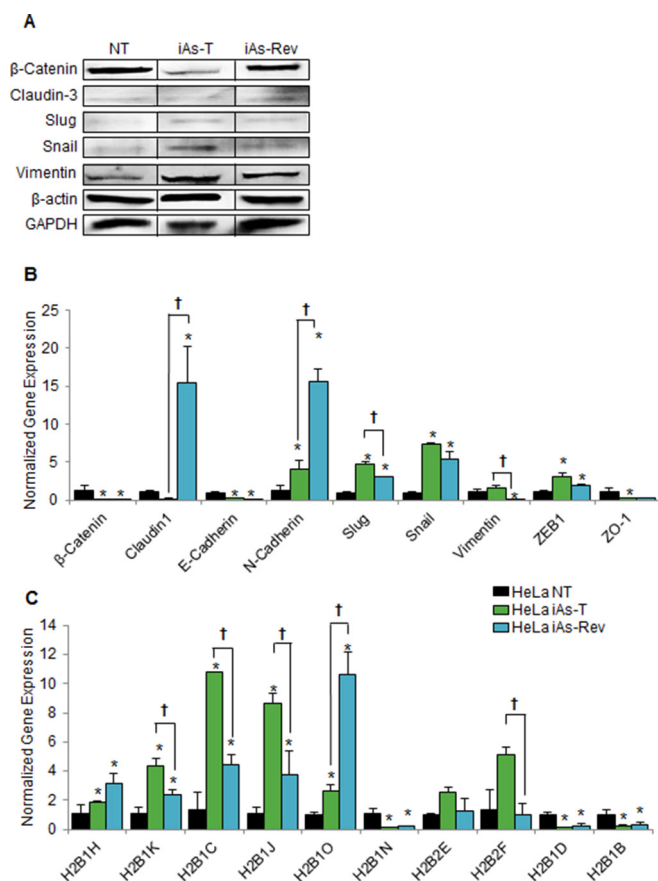 A
NT iAs-T iAs-Rev
β-Catenin
Claudin-3
Slug
Snail
Vimentin
β-actin
GAPDH
B
Normalized Gene Expression
25
20
15
10
5
0
† † † †
* * * * * * * * * * * * * *
β-Catenin Claudin1 E-Cadherin N-Cadherin Slug Snail Vimentin ZEB1 ZO-1
C
HeLa NT
HeLa iAs-T
HeLa iAs-Rev
Normalized Gene Expression
14
12
10
8
6
4
2
0
† † † † †
* * * * * * * * * * * * * * * *
H2B1H H2B1K H2B1C H2B1J H2B1O H2B1N H2B2E H2B2F H2B1D H2B1B